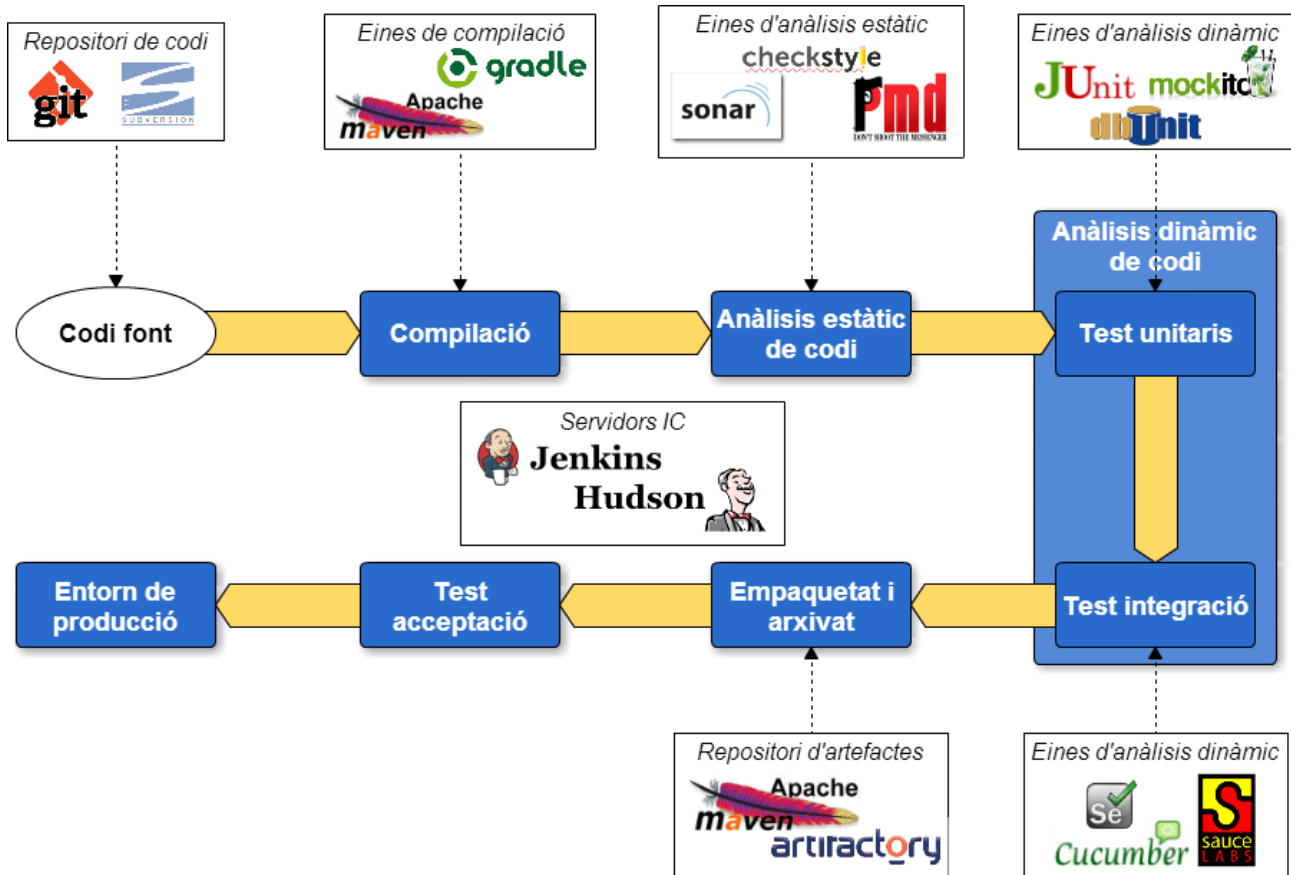 Repositori de codi
git
SUBVERSION
Eines de compilació
gradle
Apache
maven
Eines d'anàlisis estàtic
checkstyle
sonar
Pmd
DON'T SHOOT THE MESSENGER
Eines d'anàlisis dinàmic
JUnit
mockito
dbUnit
Anàlisis dinàmic
de codi
Codi font
Compilació
Anàlisis estàtic
de codi
Test unitaris
Servidors IC
Jenkins
Hudson
Entorn de
producció
Test
acceptació
Empaquetat i
arxivat
Test integració
Repositori d'artefactes
Apache
maven
artifactory
Eines d'anàlisis dinàmic
Se
Cucumber
S
sauce
LABS